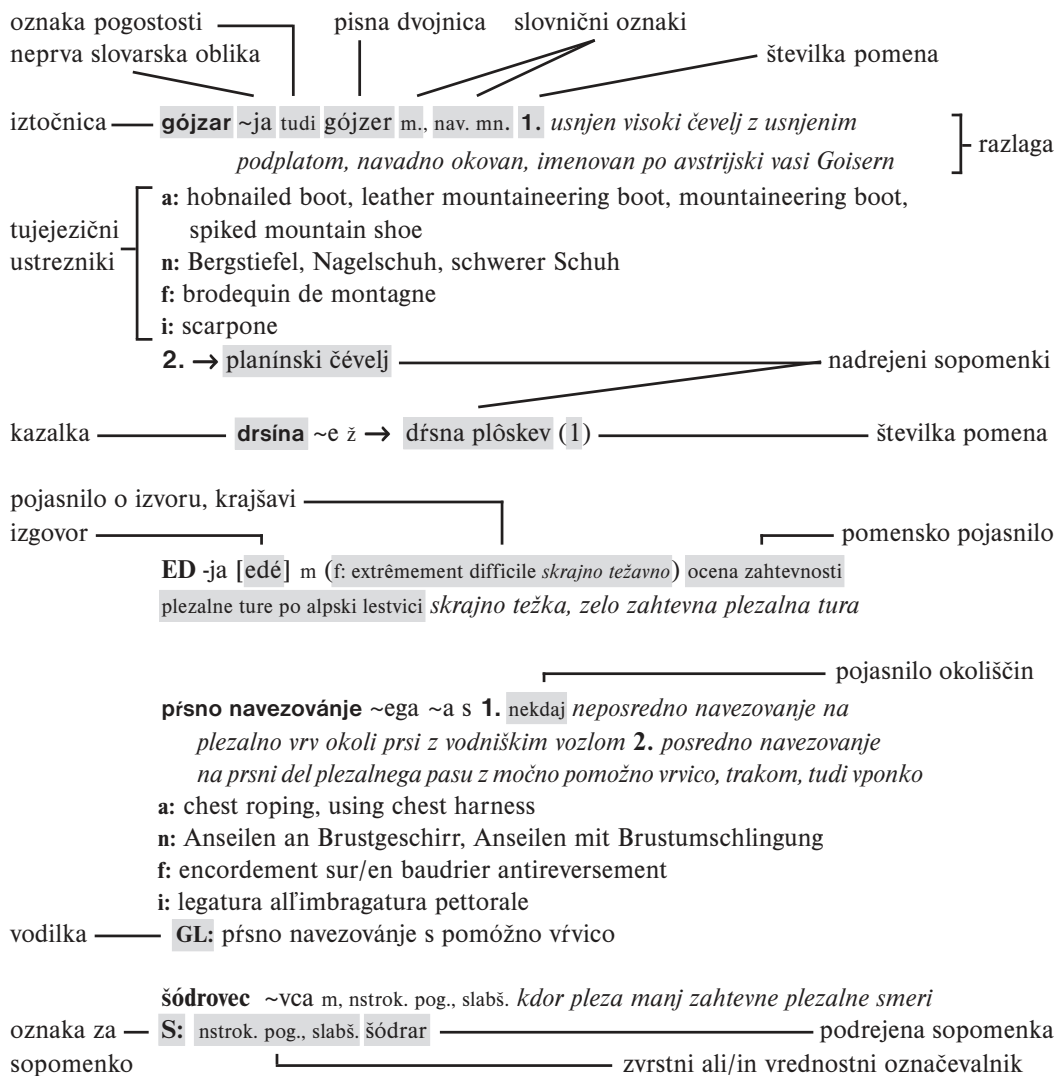 oznaka pogostosti pisna dvojnica slovnični oznaki
neprva slovarska oblika številka pomena
iztočnica gójzar ~ja tudi gójzer m., nav. mn. 1. usnjen visoki čevelj z usnjenim
podplatom, navadno okovan, imenovan po avstrijski vasi Goisern
razlaga
a: hobnailed boot, leather mountaineering boot, mountaineering boot,
tujejezični spiked mountain shoe
ustrezniki n: Bergstiefel, Nagelschuh, schwerer Schuh
f: brodequin de montagne
i: scarpone
2. → planínski čévelj nadrejeni sopomenki
kazalka drsína ~e ž → dŕsna plôskev (1) številka pomena
pojasnilo o izvoru, krajšavi
izgovor pomensko pojasnilo
ED -ja [edé] m (f: extrêmement difficile skrajno težavno) ocena zahtevnosti
plezalne ture po alpski lestvici skrajno težka, zelo zahtevna plezalna tura
pojasnilo okoliščin
pŕsno navezovánje ~ega ~a s 1. nekdaj neposredno navezovanje na
plezalno vrv okoli prsi z vodniškim vozlom 2. posredno navezovanje
na prsni del plezalnega pasu z močno pomožno vrvico, trakom, tudi vponko
a: chest roping, using chest harness
n: Anseilen an Brustgeschirr, Anseilen mit Brustumschlingung
f: encordement sur/en baudrier antireversement
i: legatura all'imbragatura pettorale
vodilka GL: pŕsno navezovánje s pomóžno vŕvico
šódrovec ~vca m, nstrok. pog., slabš. kdor pleza manj zahtevne plezalne smeri
oznaka za S: nstrok. pog., slabš. šódrar podrejena sopomenka
sopomenko zvrstni ali/in vrednostni označevalnik